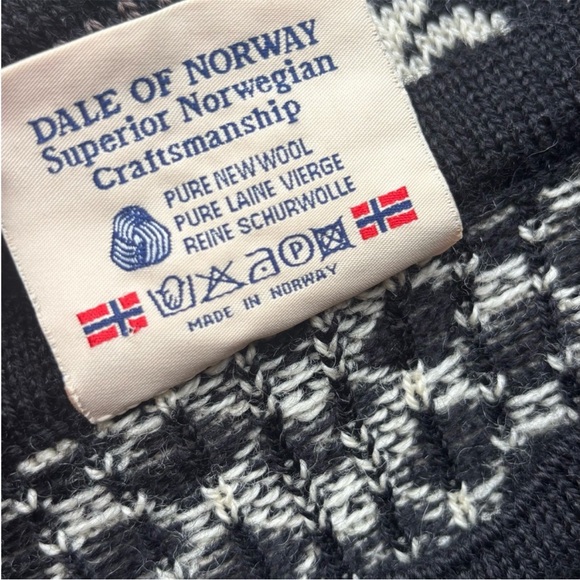 DALE OF NORWAY
Superior Norwegian
Craftsmanship
PURE NEW WOOL
PURE LAINE VIERGE
REINE SCHURWOLLE
P
MADE IN NORWAY